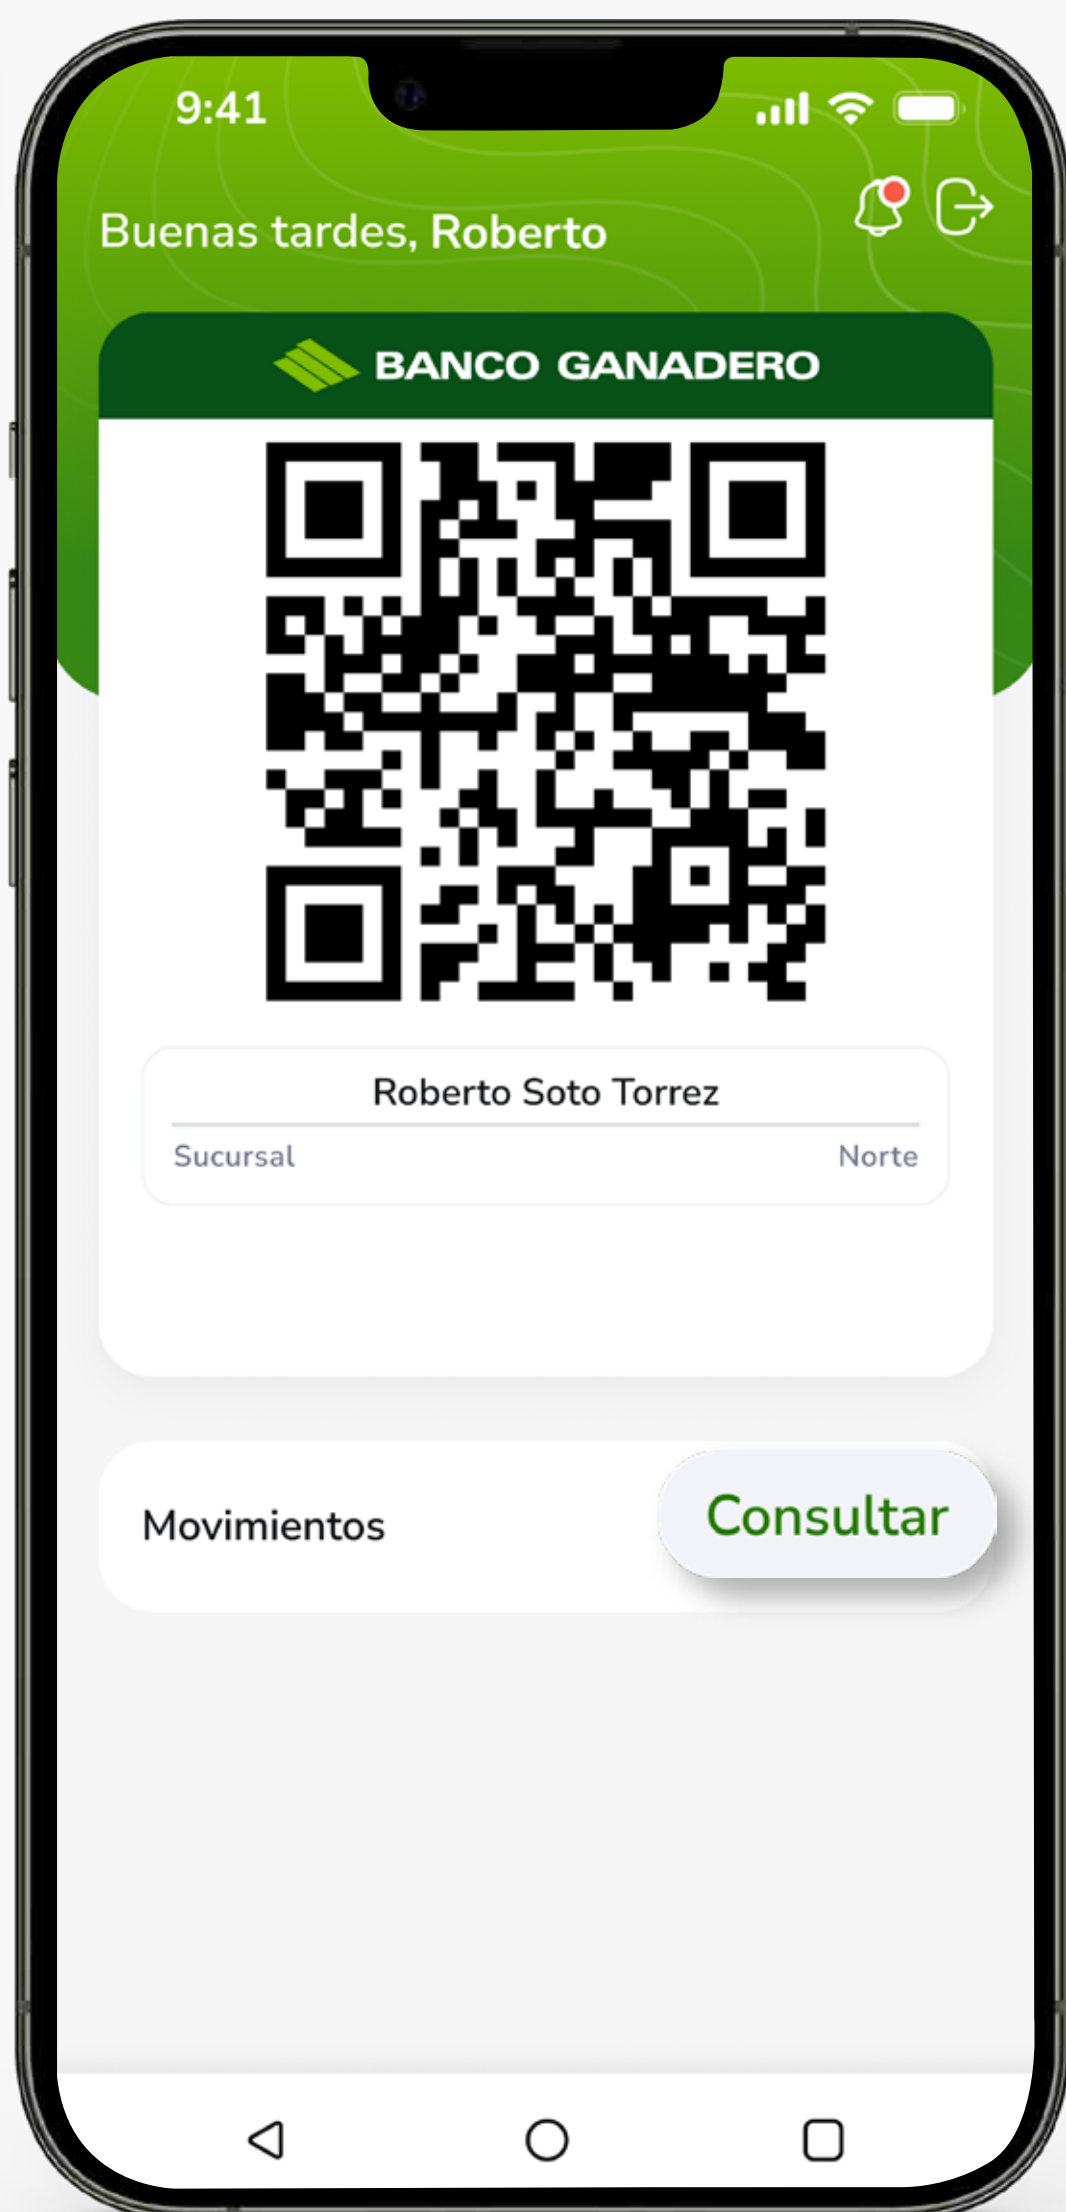 9:41
Buenas tardes, Roberto
BANCO GANADERO
Roberto Soto Torrez
Sucursal Norte
Movimientos
Consultar